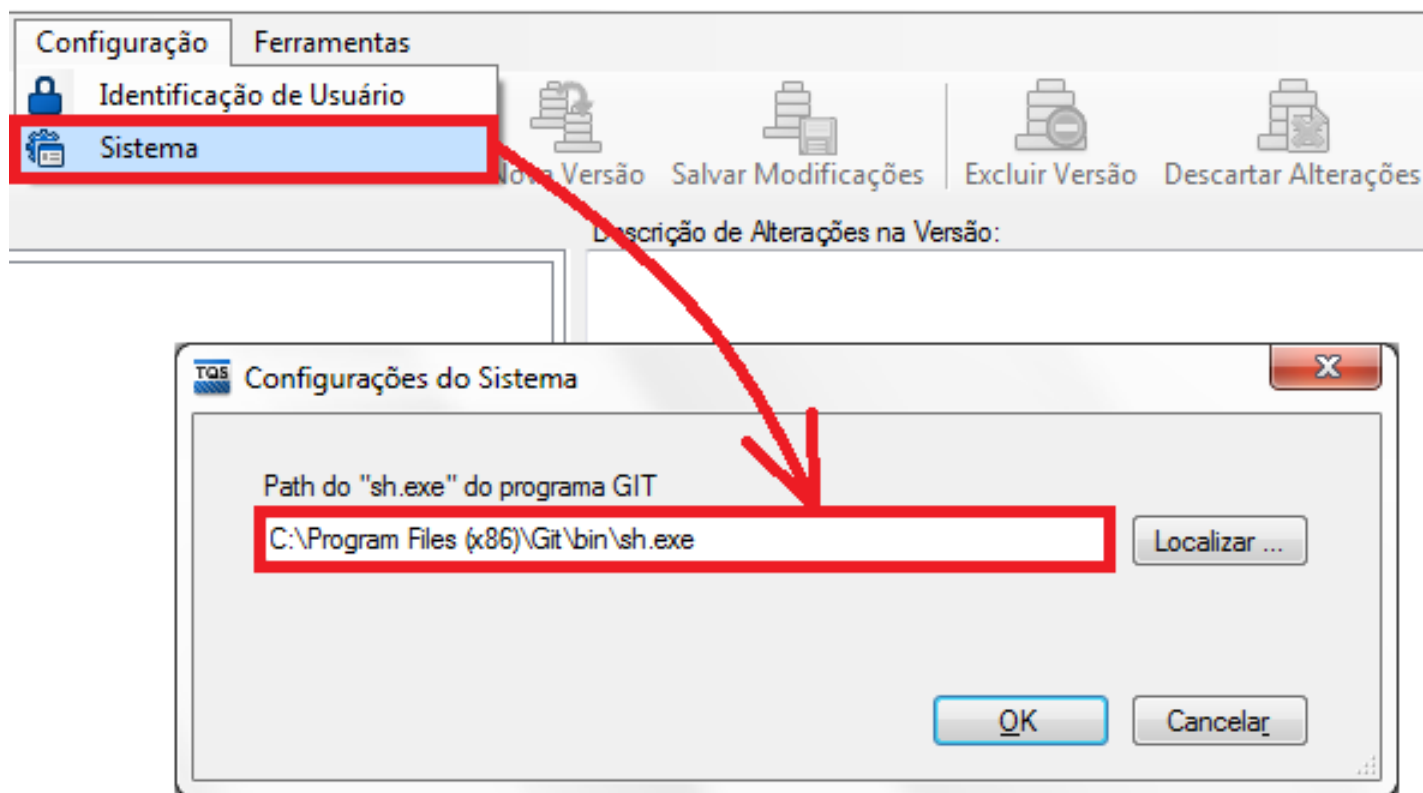 Configuração Ferramentas
Identificação de Usuário
Sistema
Nova Versão Salvar Modificações Excluir Versão Descartar Alterações
Descrição de Alterações na Versão:
TQS Configurações do Sistema
Path do "sh.exe" do programa GIT
C:\Program Files (x86)\Git\bin\sh.exe Localizar ...
OK Cancelar